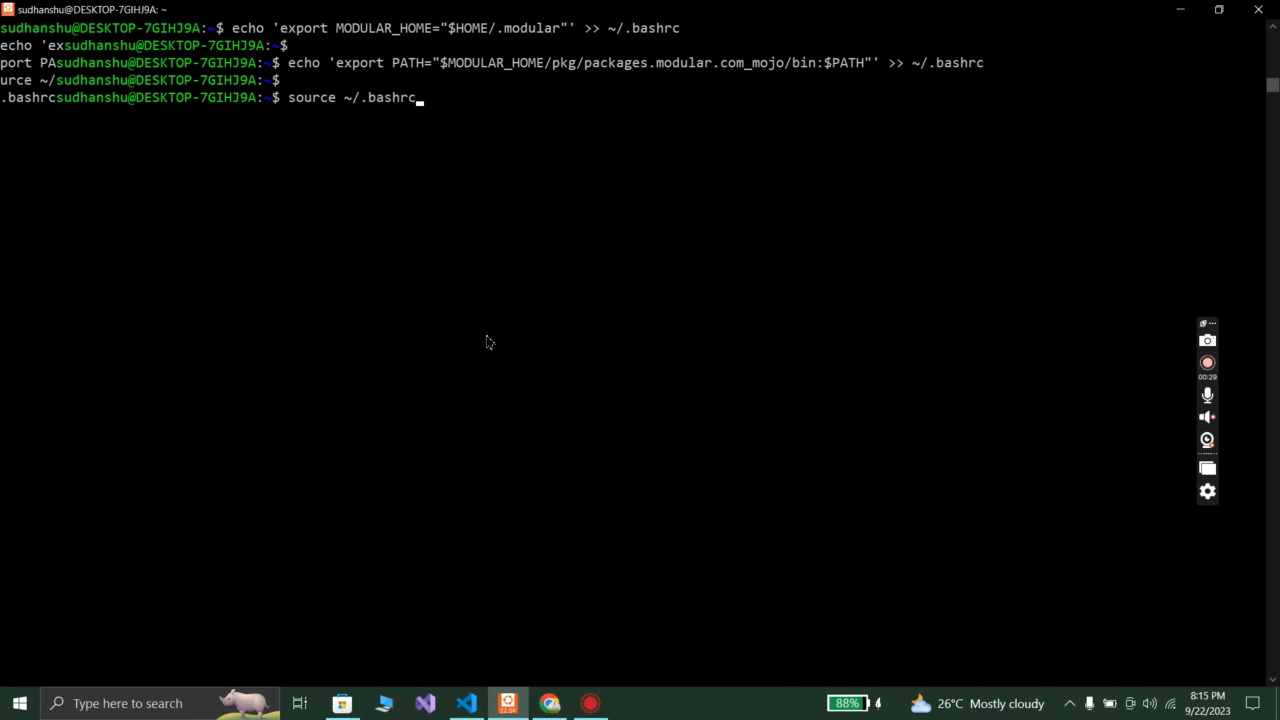 sudhanshu@DESKTOP-7GIHJ9A: ~
sudhanshu@DESKTOP-7GIHJ9A:~$ echo 'export MODULAR_HOME="$HOME/.modular"' >> ~/.bashrc
echo 'exsudhanshu@DESKTOP-7GIHJ9A:~$
port PAsudhanshu@DESKTOP-7GIHJ9A:~$ echo 'export PATH="$MODULAR_HOME/pkg/packages.modular.com_mojo/bin:$PATH"' >> ~/.bashrc
urce ~/sudhanshu@DESKTOP-7GIHJ9A:~$
.bashrcsudhanshu@DESKTOP-7GIHJ9A:~$ source ~/.bashrc
00:29
Type here to search
22.04
88%
26°C Mostly cloudy
8:15 PM
9/22/2023